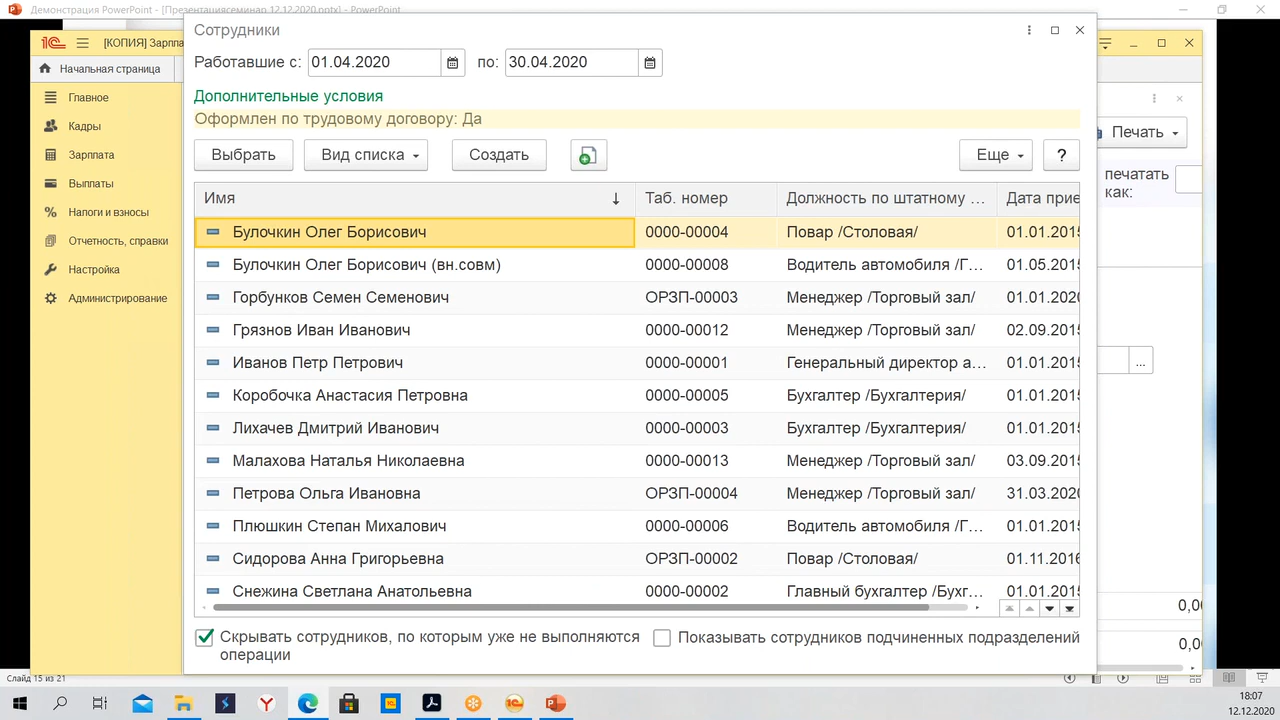 Демонстрация PowerPoint - [Презентациясеминар 12.12.2020.pptx] - PowerPoint
[КОПИЯ] Зарпла
Начальная страница
Главное
Кадры
Зарплата
Выплаты
Налоги и взносы
Отчетность, справки
Настройка
Администрирование
Сотрудники
Работавшие с: 01.04.2020 по: 30.04.2020
Дополнительные условия
Оформлен по трудовому договору: Да
Выбрать Вид списка Создать Еще ?
Печать
печатать
как:
Имя ↓ Таб. номер Должность по штатному ... Дата прие
Булочкин Олег Борисович 0000-00004 Повар /Столовая/ 01.01.2015
Булочкин Олег Борисович (вн.совм) 0000-00008 Водитель автомобиля /Г... 01.05.2015
Горбунков Семен Семенович ОРЗП-00003 Менеджер /Торговый зал/ 01.01.2020
Грязнов Иван Иванович 0000-00012 Менеджер /Торговый зал/ 02.09.2015
Иванов Петр Петрович 0000-00001 Генеральный директор а... 01.01.2015
Коробочка Анастасия Петровна 0000-00005 Бухгалтер /Бухгалтерия/ 01.01.2015
Лихачев Дмитрий Иванович 0000-00003 Бухгалтер /Бухгалтерия/ 01.01.2015
Малахова Наталья Николаевна 0000-00013 Менеджер /Торговый зал/ 03.09.2015
Петрова Ольга Ивановна ОРЗП-00004 Менеджер /Торговый зал/ 31.03.2020
Плюшкин Степан Михалович 0000-00006 Водитель автомобиля /Г... 01.01.2015
Сидорова Анна Григорьевна ОРЗП-00002 Повар /Столовая/ 01.11.2016
Снежина Светлана Анатольевна 0000-00002 Главный бухгалтер /Бухг... 01.01.2015
...
0,0
0,0
Скрывать сотрудников, по которым уже не выполняются
операции
Показывать сотрудников подчиненных подразделений
Слайд 15 из 21
18:07
12.12.2020